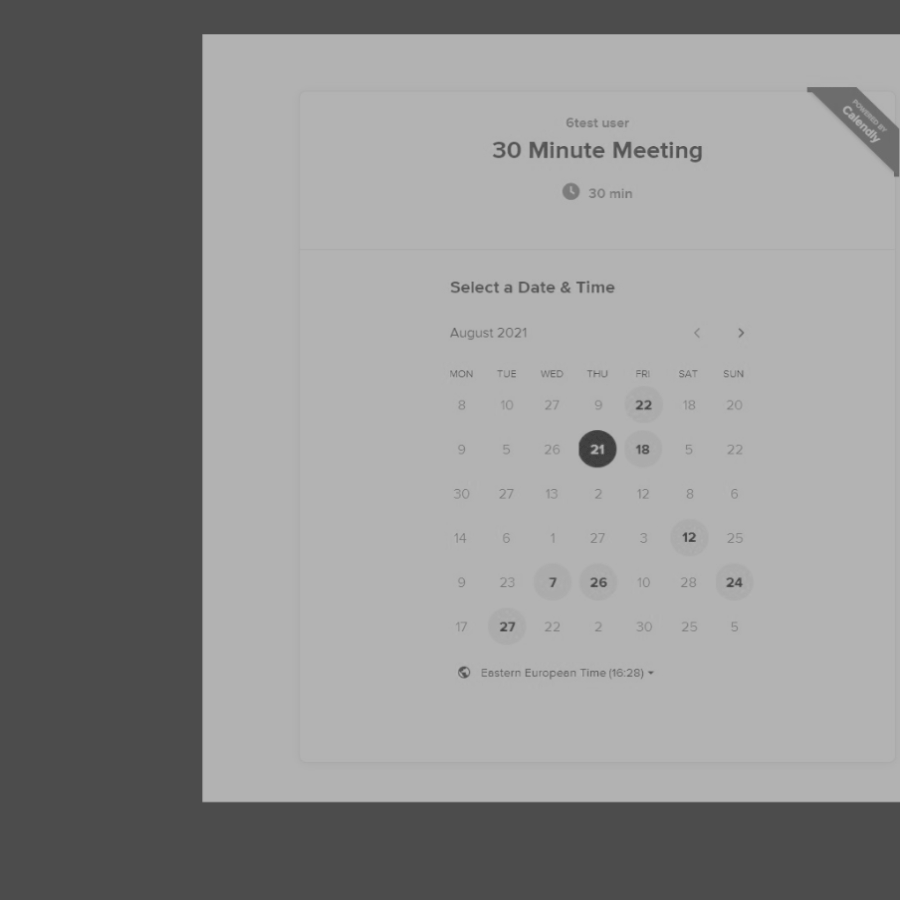 POWERED BY
Calendly
6test user
30 Minute Meeting
30 min
Select a Date & Time
August 2021
MON TUE WED THU FRI SAT SUN
8 10 27 9 22 18 20
9 5 26 21 18 5 22
30 27 13 2 12 8 6
14 6 1 27 3 12 25
9 23 7 26 10 28 24
17 27 22 2 30 25 5
Eastern European Time (16:28)